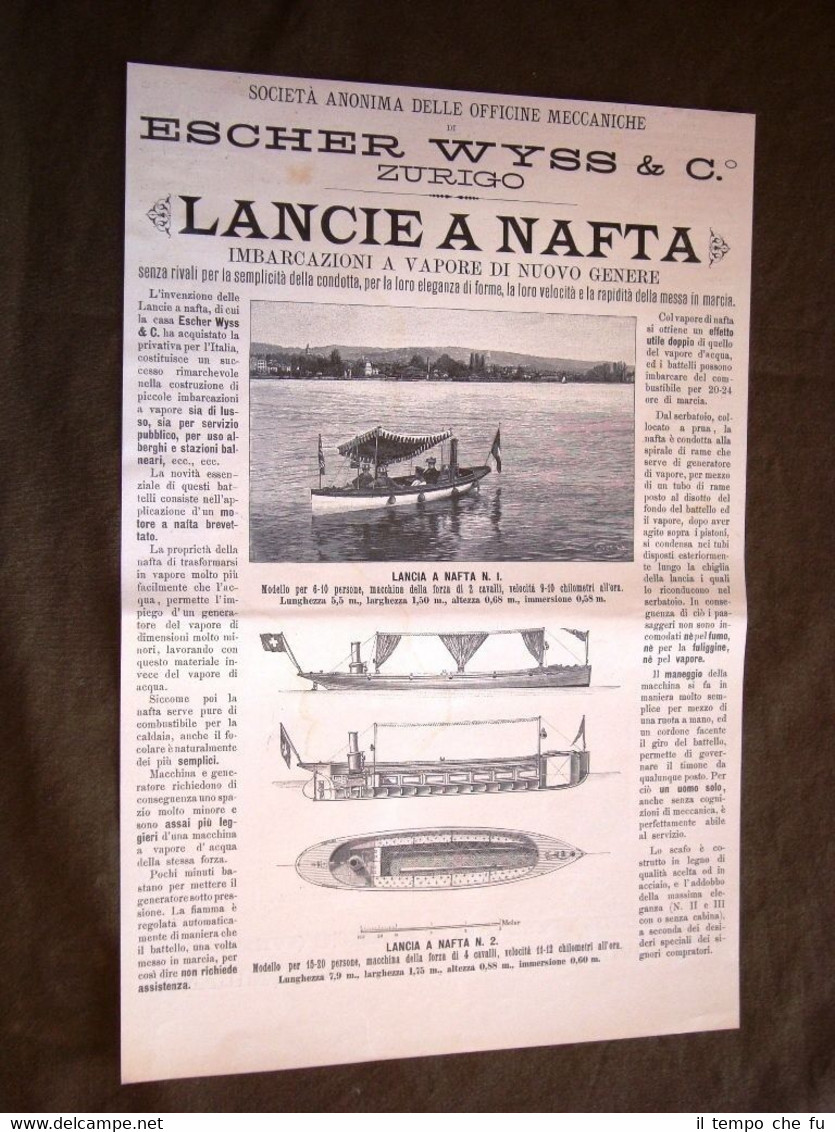 SOCIETÀ ANONIMA DELLE OFFICINE MECCANICHE
DI
ESCHER WYSS & C.º
ZURIGO
LANCIE A NAFTA
IMBARCAZIONI A VAPORE DI NUOVO GENERE
senza rivali per la semplicità della condotta, per la loro eleganza di forme, la loro velocità e la rapidità della messa in marcia.
L'invenzione delle
Lancie a nafta, di cui
la casa Escher Wyss
& C. ha acquistato la
privativa per l'Italia,
costituisce un suc-
cesso rimarchevole
nella costruzione di
piccole imbarcazioni
a vapore sia di lus-
so, sia per servizio
pubblico, per uso al-
berghi e stazioni bal-
neari, ecc., ecc.
La novità essen-
ziale di questi bat-
telli consiste nell'ap-
plicazione d'un mo-
tore a nafta brevet-
tato.
La proprietà della
nafta di trasformarsi
in vapore molto più
facilmente che l'ac-
qua, permette l'im-
piego d'un genera-
tore del vapore di
dimensioni molto mi-
nori, lavorando con
questo materiale in-
vece del vapore di
acqua.
Siccome poi la
nafta serve pure di
combustibile per la
caldaia, anche il fo-
colare è naturalmente
dei più semplici.
Macchina e gene-
ratore richiedono di
conseguenza uno spa-
zio molto minore e
sono assai più leg-
gieri d'una macchina
a vapore d'acqua
della stessa forza.
Pochi minuti ba-
stano per mettere il
generatore sotto pres-
sione. La fiamma è
regolata automatica-
mente di maniera che
il battello, una volta
messo in marcia, per
così dire non richiede
assistenza.
LANCIA A NAFTA N. 1.
Modello per 6-10 persone, macchina della forza di 2 cavalli, velocità 9-10 chilometri all'ora.
Lunghezza 5,5 m., larghezza 1,50 m., altezza 0,68 m., immersione 0,58 m.
Meter
LANCIA A NAFTA N. 2.
Modello per 15-20 persone, macchina della forza di 4 cavalli, velocità 11-12 chilometri all'ora.
Lunghezza 7,9 m., larghezza 1,75 m., altezza 0,88 m., immersione 0,60 m.
Col vapore di nafta
si ottiene un effetto
utile doppio di quello
del vapore d'acqua,
ed i battelli possono
imbarcare del com-
bustibile per 20-24
ore di marcia.
Dal serbatoio, col-
locato a prua, la
nafta è condotta alla
spirale di rame che
serve di generatore
di vapore, per mezzo
di un tubo di rame
posto al disotto del
fondo del battello ed
il vapore, dopo aver
agito sopra i pistoni,
si condensa nei tubi
disposti esteriormen-
te lungo la chiglia
della lancia i quali
lo riconducono nel
serbatoio. In conse-
guenza di ciò i pas-
saggeri non sono in-
comodati nè pel fumo,
nè per la fuliggine,
nè pel vapore.
Il maneggio della
macchina si fa in
maniera molto sem-
plice per mezzo di
una ruota a mano, ed
un cordone facente
il giro del battello,
permette di gover-
nare il timone da
qualunque posto. Per
ciò un uomo solo,
anche senza cogni-
zioni di meccanica, è
perfettamente abile
al servizio.
Lo scafo è co-
strutto in legno di
qualità scelta od in
acciaio, e l'addobbo
della massima ele-
ganza (N. II e III
con o senza cabina),
a seconda dei desi-
deri speciali dei si-
gnori compratori.
www.delcampe.net
il tempo che fu